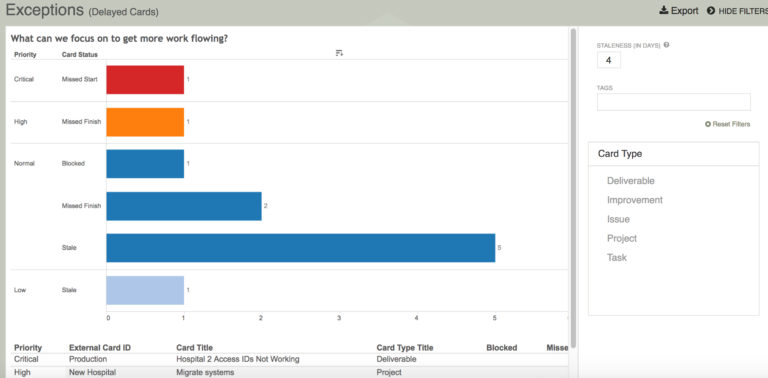 Exceptions (Delayed Cards)
Export HIDE FILTERS
What can we focus on to get more work flowing?
Priority Card Status
Critical Missed Start 1
High Missed Finish 1
Normal Blocked 1
Missed Finish 2
Stale 5
Low Stale 1
0 1 2 3 4 5
Priority External Card ID Card Title Card Type Title Blocked Misse
Critical Production Hospital 2 Access IDs Not Working Deliverable
High New Hospital Migrate systems Project
STALENESS (IN DAYS)
4
TAGS
Reset Filters
Card Type
Deliverable
Improvement
Issue
Project
Task